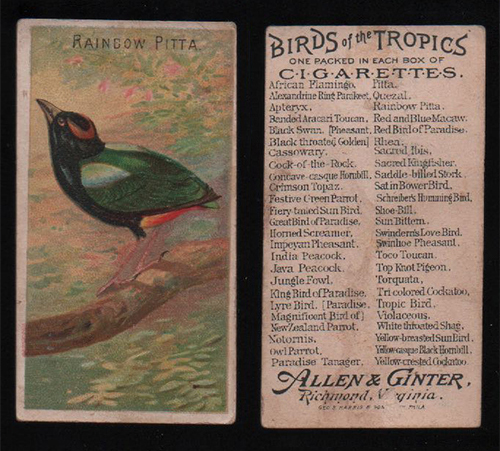 RAINBOW PITTA.
BIRDS of the TROPICS
ONE PACKED IN EACH BOX OF
CIGARETTES.
African Flamingo.
Alexandrine Ring Parakeet.
Apteryx.
Banded Aracari Toucan.
Black Swan. [Pheasant.
Black throated Golden]
Cassowary.
Cock-of-the-Rock.
Concave-casque Hornbill.
Crimson Topaz.
Festive Green Parrot.
Fiery-tailed Sun Bird.
Great Bird of Paradise.
Horned Screamer.
Impeyan Pheasant.
India Peacock.
Java Peacock.
Jungle Fowl.
King Bird of Paradise.
Lyre Bird. [Paradise.
Magnificent Bird of]
New Zealand Parrot.
Notornis.
Owl Parrot.
Paradise Tanager.
Pitta.
Quezal.
Rainbow Pitta.
Red and Blue Macaw.
Red Bird of Paradise.
Rhea.
Sacred Ibis.
Sacred Kingfisher.
Saddle-billed Stork.
Satin Bower Bird.
Schreiber's Humming Bird.
Shoe-Bill.
Sun Bittern.
Swindern's Love Bird.
Swinhoe Pheasant.
Toco Toucan.
Top Knot Pigeon.
Torquata.
Tri colored Cockatoo.
Tropic Bird.
Violaceous.
White throated Shag.
Yellow-breasted Sun Bird.
Yellow-casque Black Hornbill.
Yellow-crested Cockatoo
ALLEN & GINTER,
Richmond, Virginia.